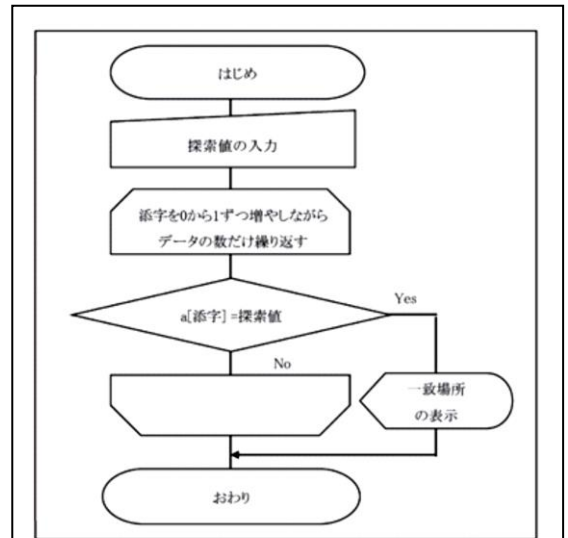 はじめ
探索値の入力
添字を0から1ずつ増やしながら
データの数だけ繰り返す
a[添字] =探索値
Yes
No
一致場所
の表示
おわり